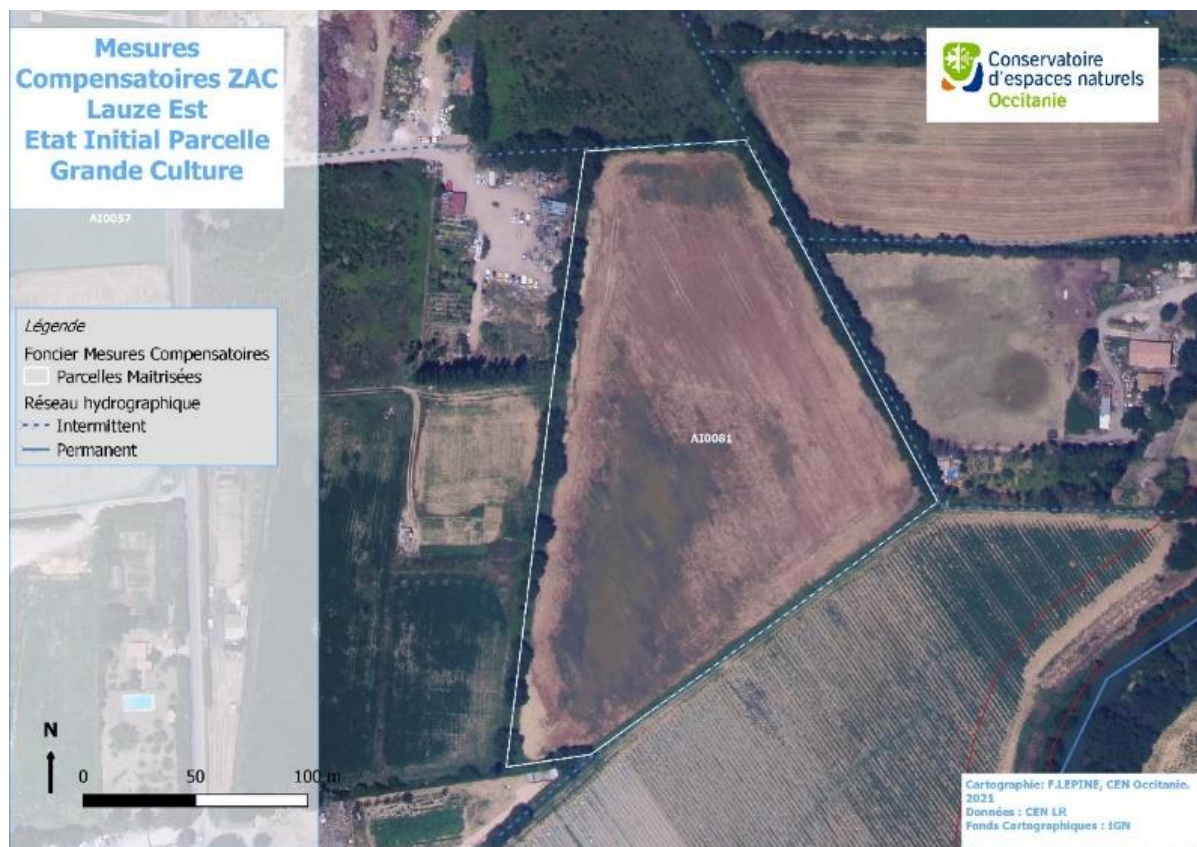 Mesures
Compensatoires ZAC
Lauze Est
Etat Initial Parcelle
Grande Culture
Conservatoire
d'espaces naturels
Occitanie
AI0057
Légende
Foncier Mesures Compensatoires
Parcelles Maitrisées
Réseau hydrographique
Intermittent
Permanent
AI0081
N
0 50 100 m
Cartographie: F.LEPINE, CEN Occitanie.
2021
Données : CEN LR
Fonds Cartographiques : IGN